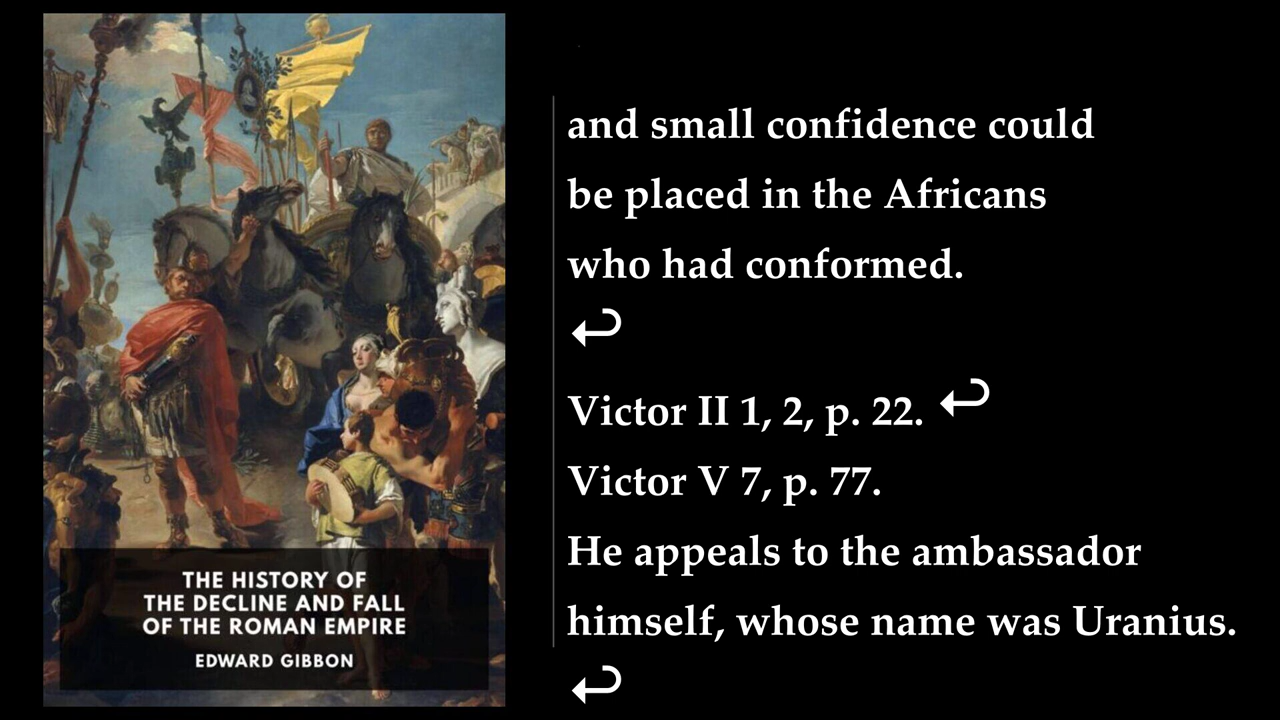 THE HISTORY OF
THE DECLINE AND FALL
OF THE ROMAN EMPIRE
EDWARD GIBBON
and small confidence could
be placed in the Africans
who had conformed.
↩
Victor II 1, 2, p. 22. ↩
Victor V 7, p. 77.
He appeals to the ambassador
himself, whose name was Uranius.
↩